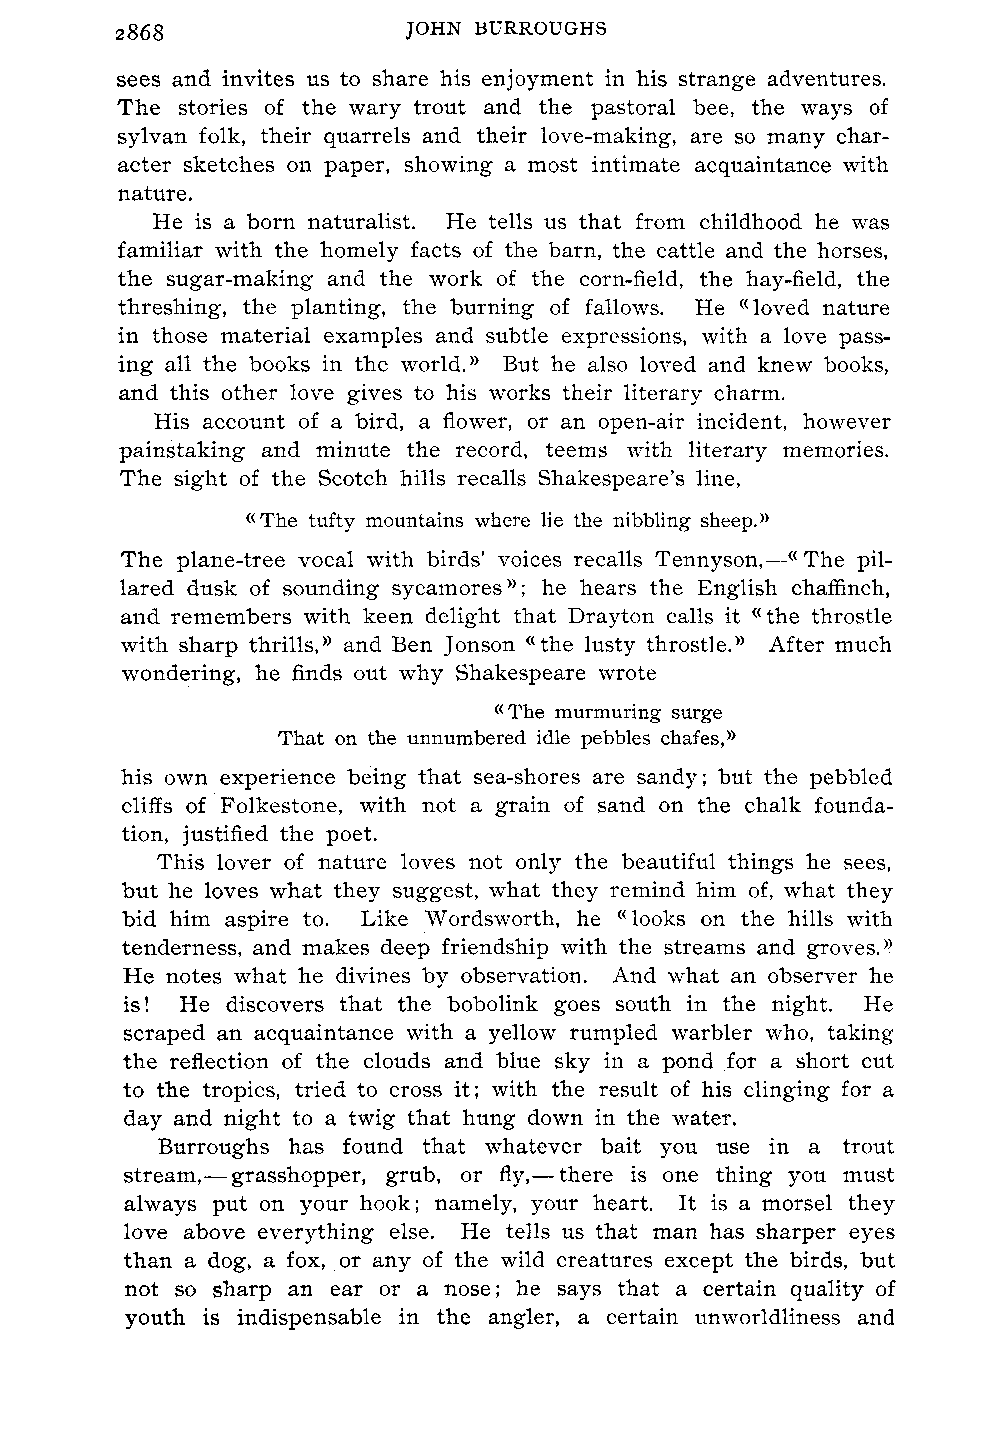 2868 JOHN BURROUGHS
sees and invites us to share his enjoyment in his strange adventures.
The stories of the wary trout and the pastoral bee, the ways of
sylvan folk, their quarrels and their love-making, are so many char-
acter sketches on paper, showing a most intimate acquaintance with
nature.
He is a born naturalist. He tells us that from childhood he was
familiar with the homely facts of the barn, the cattle and the horses,
the sugar-making and the work of the corn-field, the hay-field, the
threshing, the planting, the burning of fallows. He «loved nature
in those material examples and subtle expressions, with a love pass-
ing all the books in the world.» But he also loved and knew books,
and this other love gives to his works their literary charm.
His account of a bird, a flower, or an open-air incident, however
painstaking and minute the record, teems with literary memories.
The sight of the Scotch hills recalls Shakespeare's line,
«The tufty mountains where lie the nibbling sheep.»
The plane-tree vocal with birds' voices recalls Tennyson,—«The pil-
lared dusk of sounding sycamores»; he hears the English chaffinch,
and remembers with keen delight that Drayton calls it «the throstle
with sharp thrills,» and Ben Jonson «the lusty throstle.» After much
wondering, he finds out why Shakespeare wrote
«The murmuring surge
That on the unnumbered idle pebbles chafes,»
his own experience being that sea-shores are sandy; but the pebbled
cliffs of Folkestone, with not a grain of sand on the chalk founda-
tion, justified the poet.
This lover of nature loves not only the beautiful things he sees,
but he loves what they suggest, what they remind him of, what they
bid him aspire to. Like Wordsworth, he «looks on the hills with
tenderness, and makes deep friendship with the streams and groves.»
He notes what he divines by observation. And what an observer he
is! He discovers that the bobolink goes south in the night. He
scraped an acquaintance with a yellow rumpled warbler who, taking
the reflection of the clouds and blue sky in a pond for a short cut
to the tropics, tried to cross it; with the result of his clinging for a
day and night to a twig that hung down in the water.
Burroughs has found that whatever bait you use in a trout
stream,—grasshopper, grub, or fly,—there is one thing you must
always put on your hook; namely, your heart. It is a morsel they
love above everything else. He tells us that man has sharper eyes
than a dog, a fox, or any of the wild creatures except the birds, but
not so sharp an ear or a nose; he says that a certain quality of
youth is indispensable in the angler, a certain unworldliness and